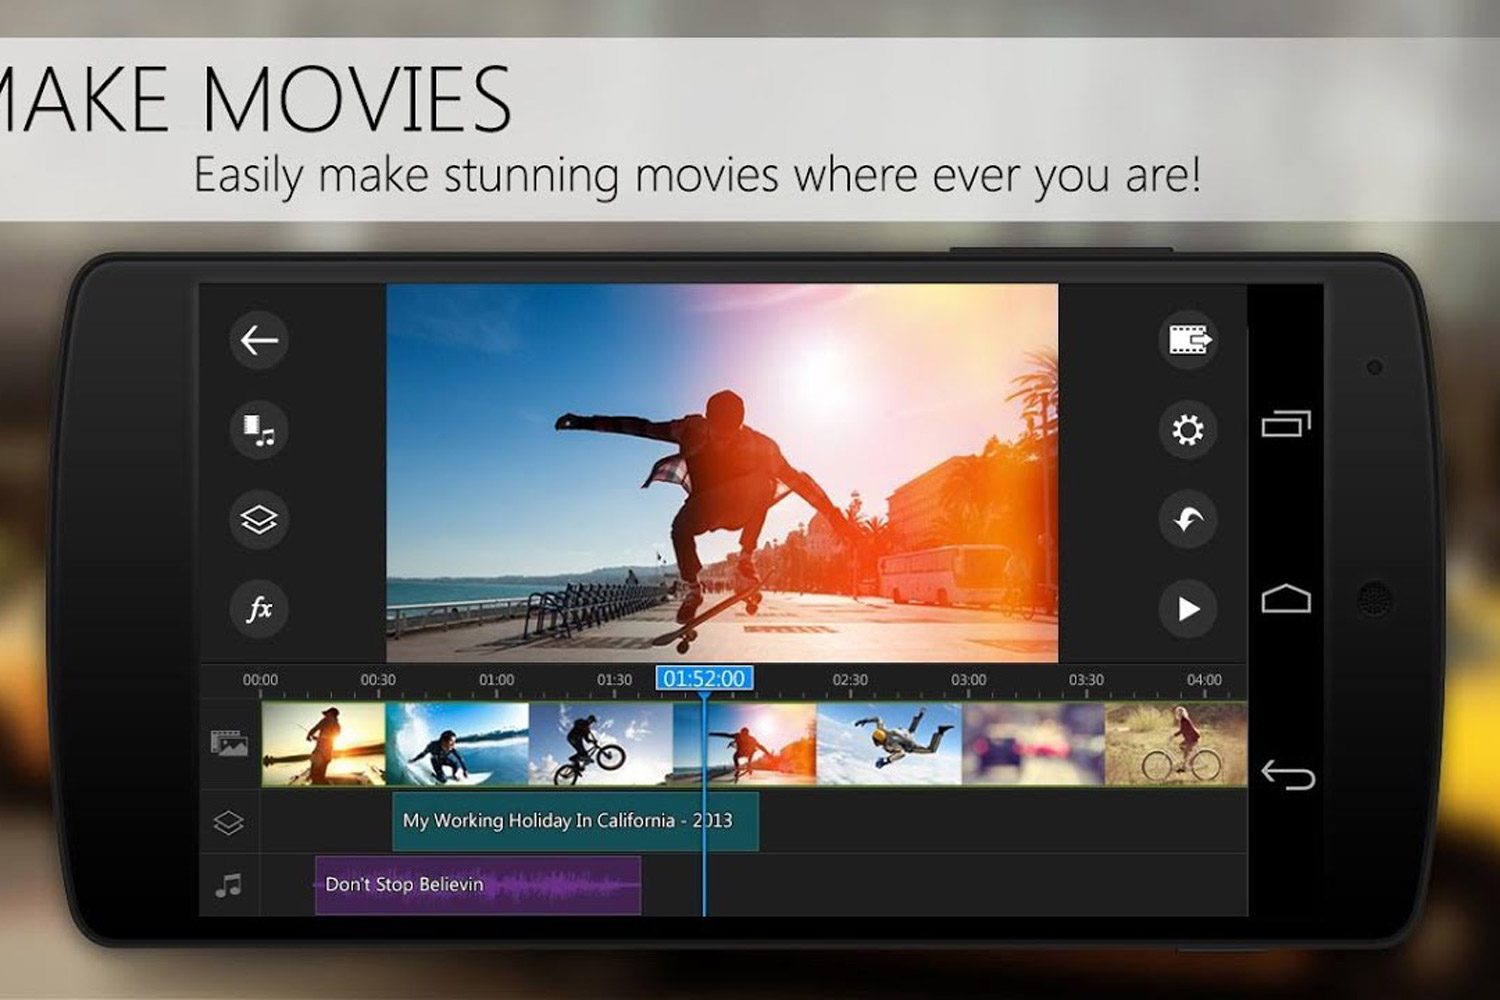 MAKE MOVIES
Easily make stunning movies where ever you are!
fx
00:00 00:30 01:00 01:30 01:52:00 02:30 03:00 03:30 04:00
My Working Holiday In California - 2013
Don't Stop Believin